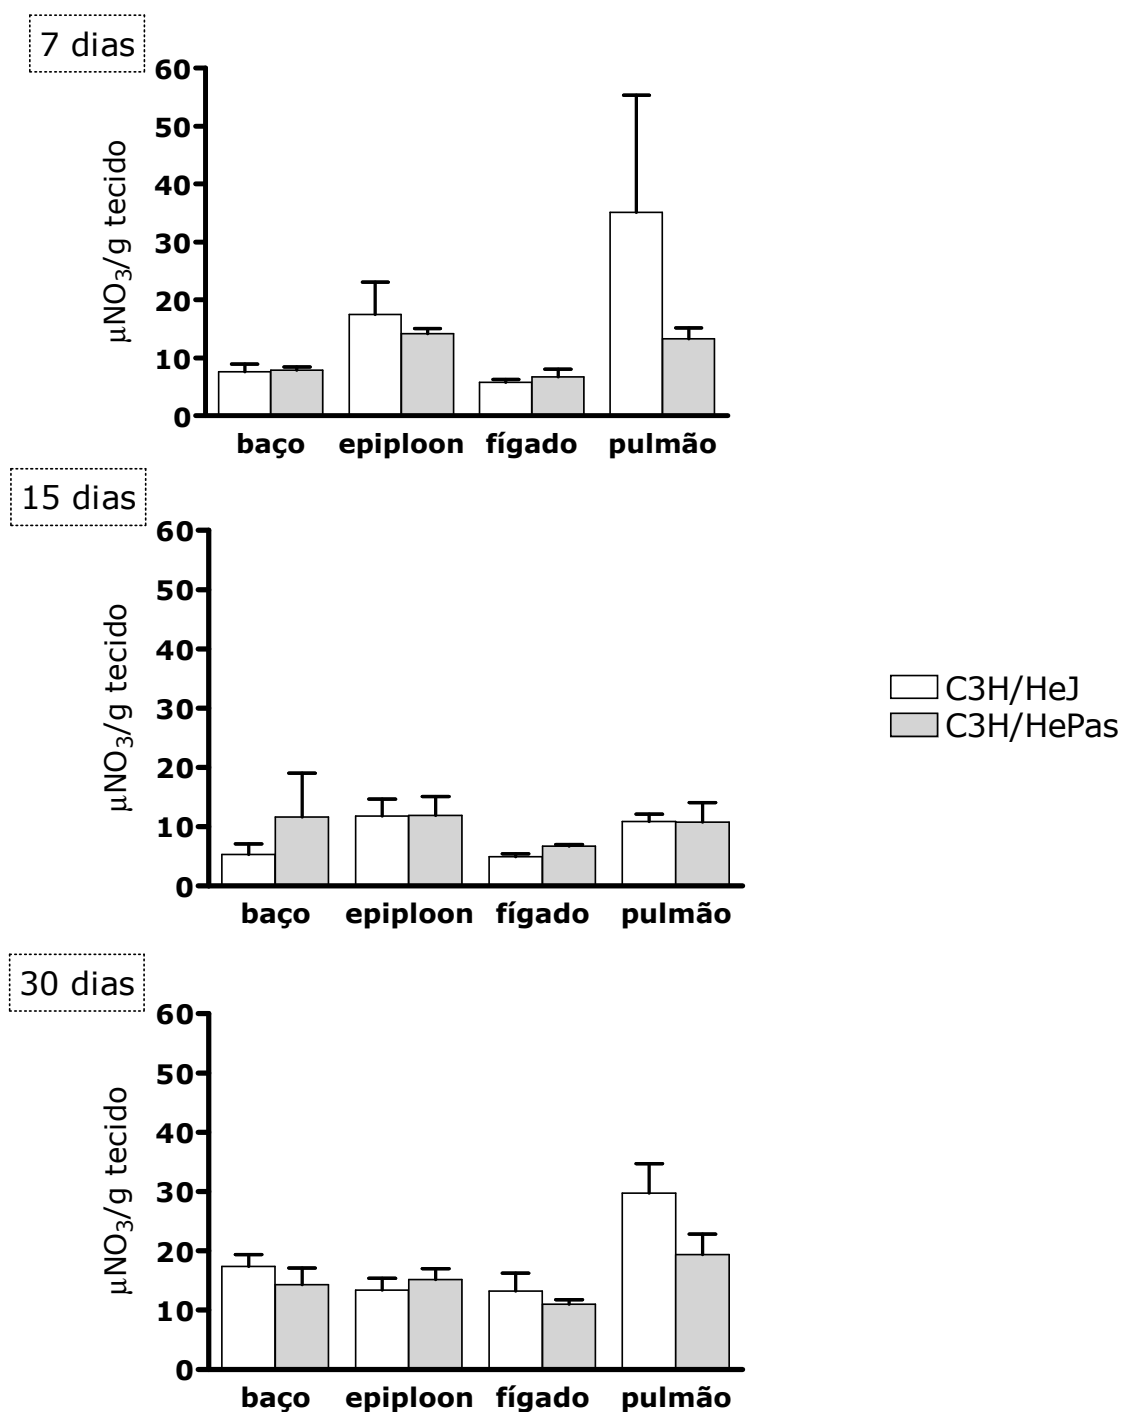 7 dias
60
50
40
30
20
10
0
μNO₃/g tecido
baço epiploon fígado pulmão
15 dias
60
50
40
30
20
10
0
μNO₃/g tecido
baço epiploon fígado pulmão
C3H/HeJ
C3H/HePas
30 dias
60
50
40
30
20
10
0
μNO₃/g tecido
baço epiploon fígado pulmão